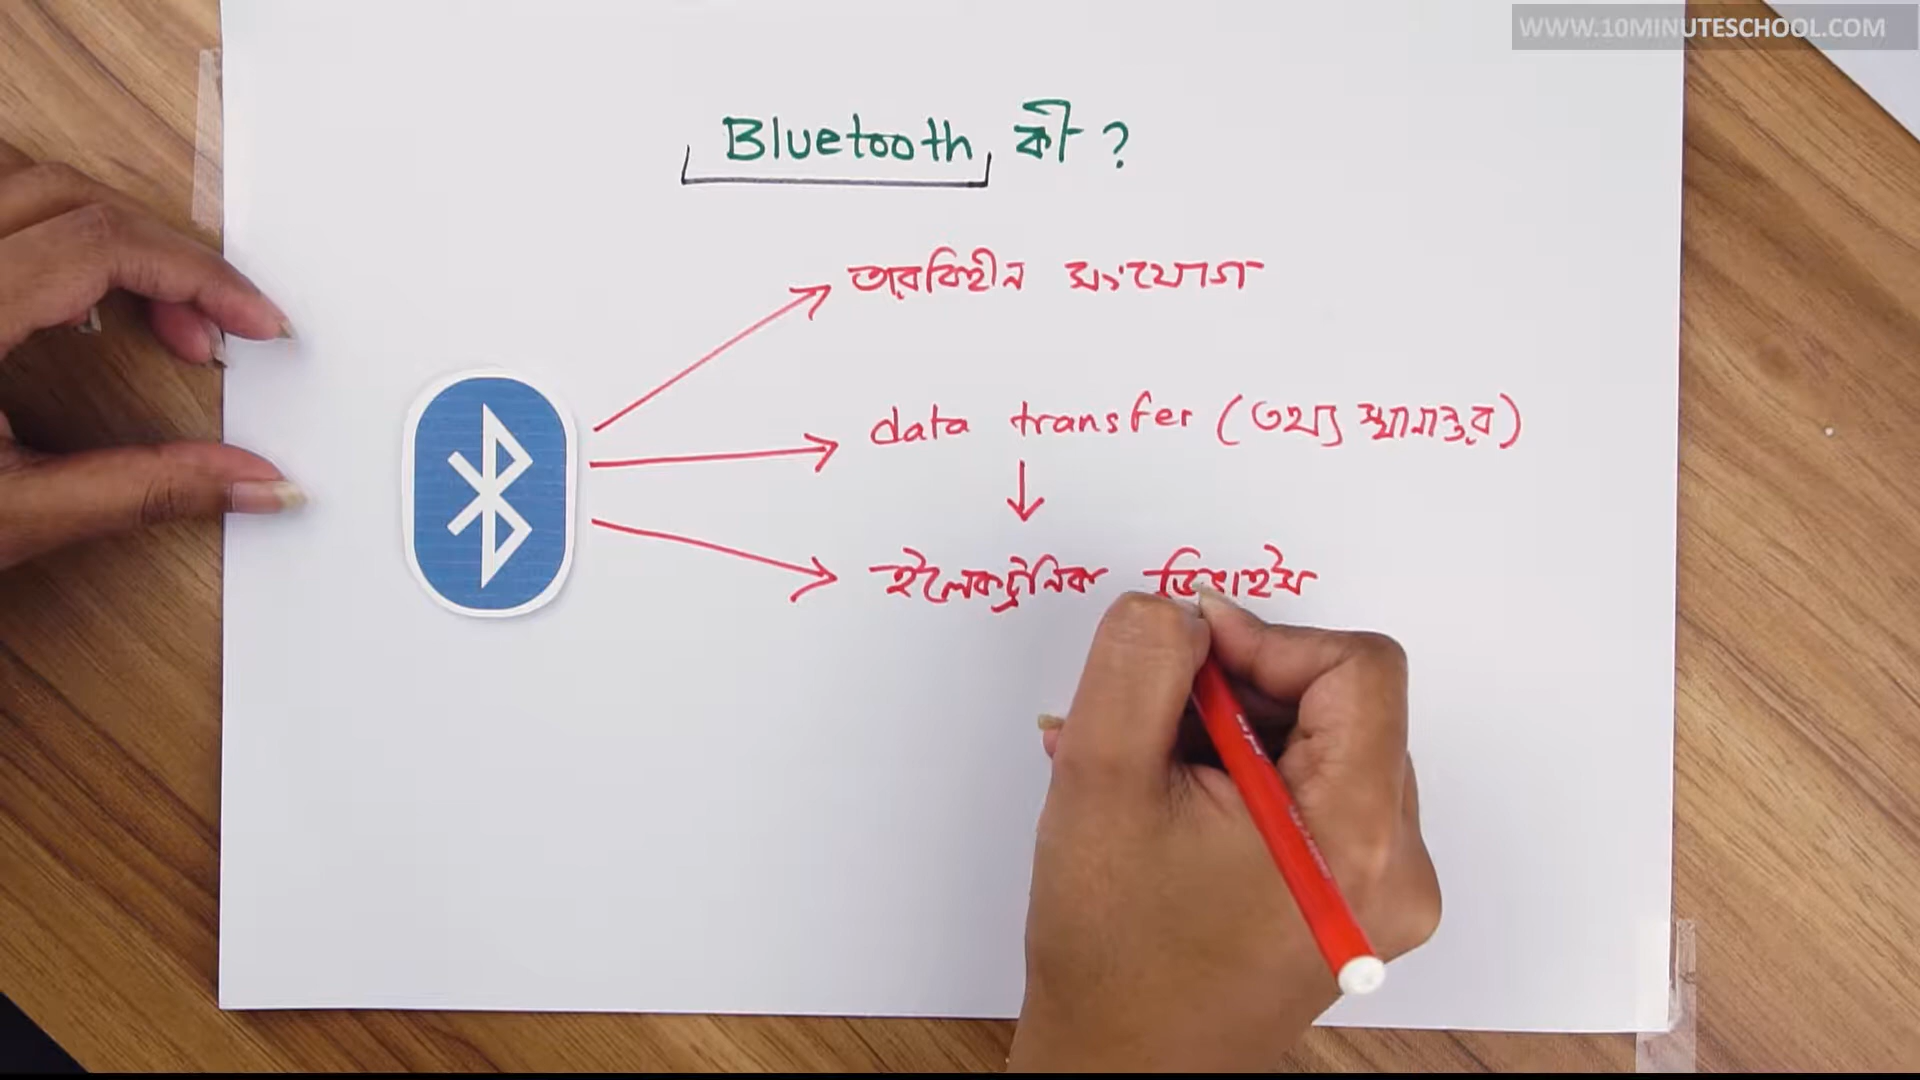 WWW.10MINUTESCHOOL.COM
Bluetooth কী ?
তারবিহীন সংযোগ
data transfer (তথ্য স্থানান্তর)
ইলেকট্রনিক ডিভাইস